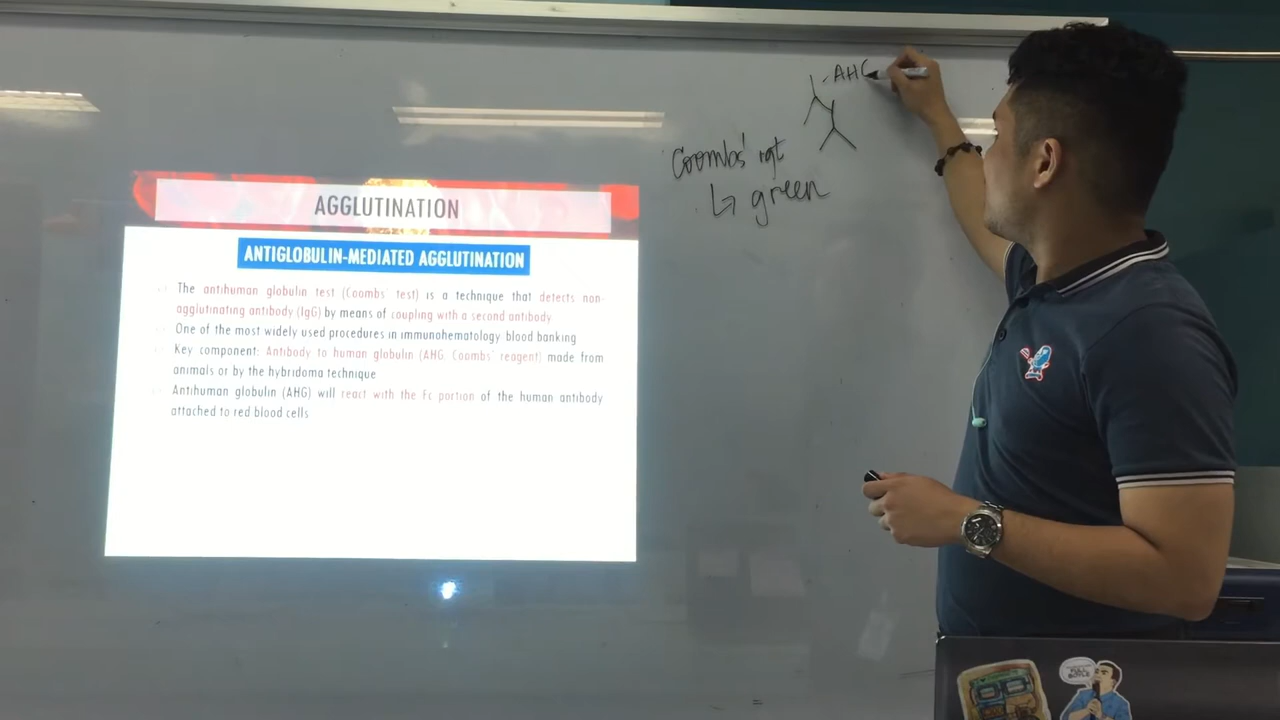 - AHG
Coombs' rgt
↳ green
AGGLUTINATION
ANTIGLOBULIN-MEDIATED AGGLUTINATION
The antihuman globulin test (Coombs' test) is a technique that detects non-
agglutinating antibody (IgG) by means of coupling with a second antibody
One of the most widely used procedures in immunohematology blood banking
Key component: Antibody to human globulin (AHG. Coombs' reagent) made from
animals or by the hybridoma technique
Antihuman globulin (AHG) will react with the Fc portion of the human antibody
attached to red blood cells